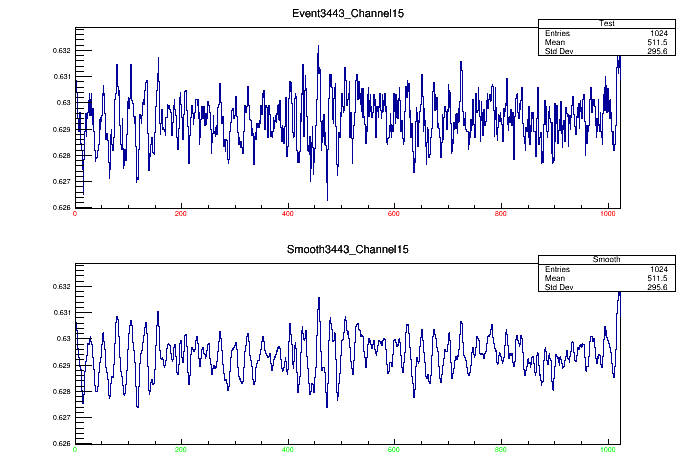 Event3443_Channel15
Test
Entries 1024
Mean 511.5
Std Dev 295.6
0.632
0.631
0.63
0.629
0.628
0.627
0.626
0 200 400 600 800 1000
Smooth3443_Channel15
Smooth
Entries 1024
Mean 511.5
Std Dev 295.6
0.632
0.631
0.63
0.629
0.628
0.627
0.626
0 200 400 600 800 1000